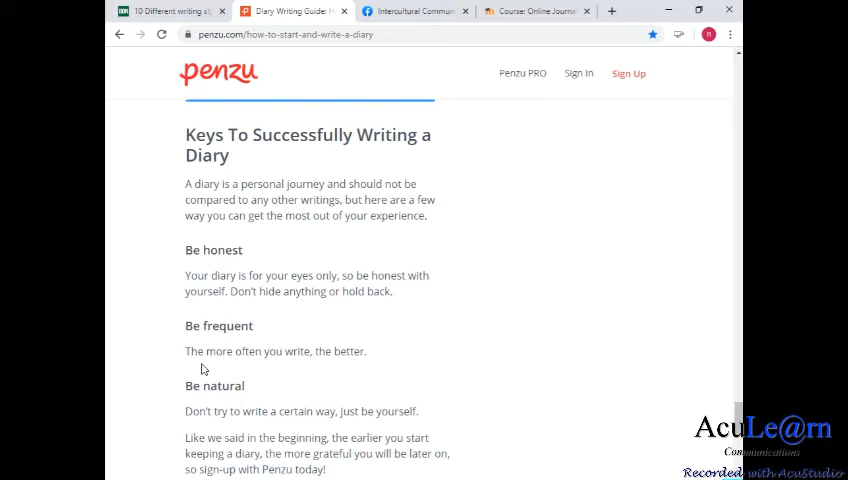 10 Different writing sty
Diary Writing Guide: H
Intercultural Commun
Course: Online Journal
penzu.com/how-to-start-and-write-a-diary
n
penzu
Penzu PRO
Sign In
Sign Up
Keys To Successfully Writing a
Diary
A diary is a personal journey and should not be
compared to any other writings, but here are a few
way you can get the most out of your experience.
Be honest
Your diary is for your eyes only, so be honest with
yourself. Don't hide anything or hold back.
Be frequent
The more often you write, the better.
Be natural
Don't try to write a certain way, just be yourself.
Like we said in the beginning, the earlier you start
keeping a diary, the more grateful you will be later on,
so sign-up with Penzu today!
AcuLe@rn
Communications
Recorded with AcuStudio